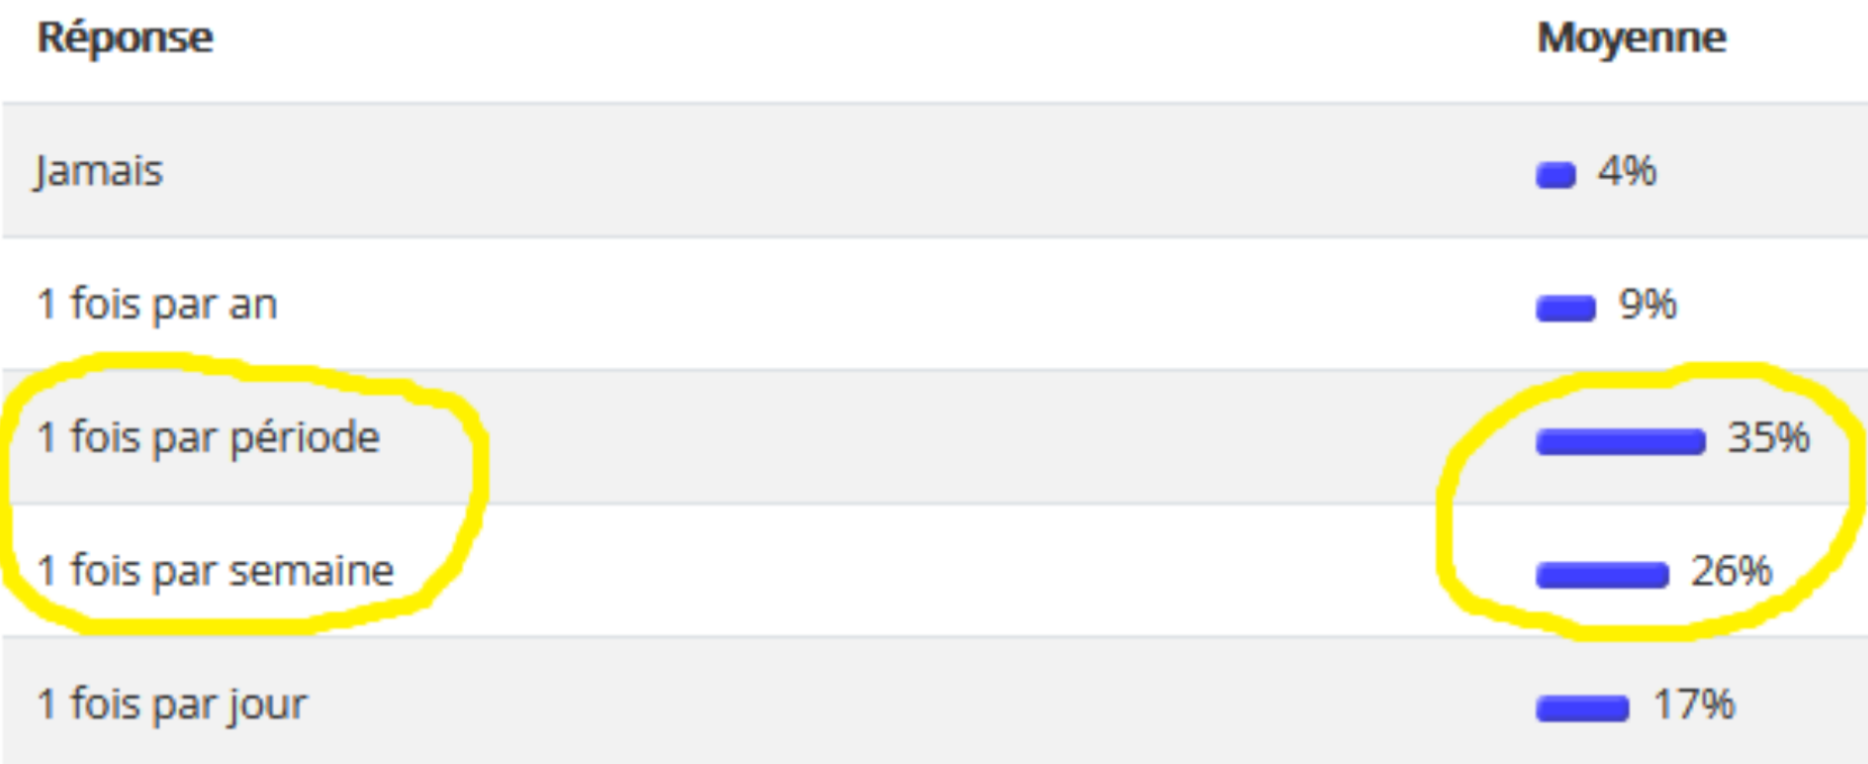 Réponse Moyenne
Jamais 4%
1 fois par an 9%
1 fois par période 35%
1 fois par semaine 26%
1 fois par jour 17%